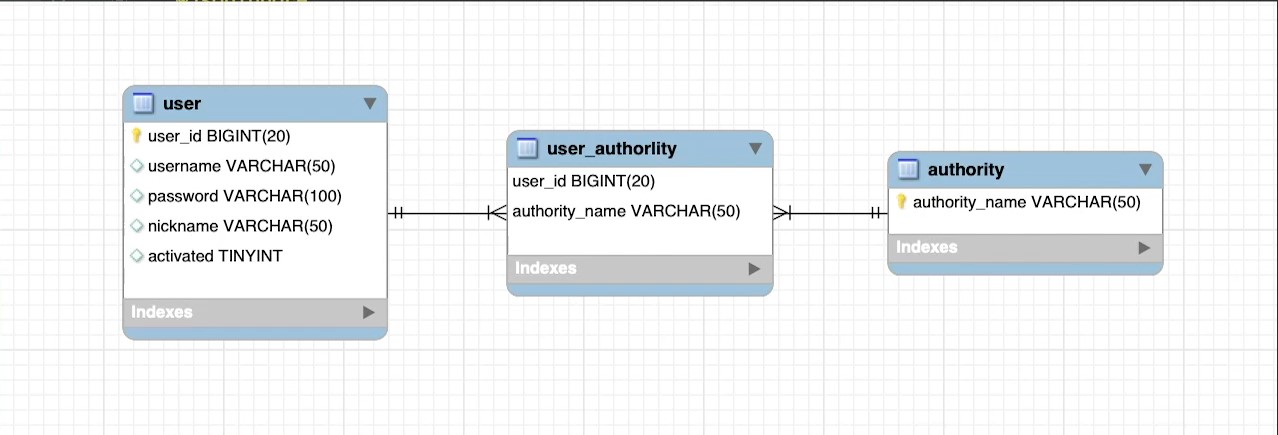 user
user_id BIGINT(20)
username VARCHAR(50)
password VARCHAR(100)
nickname VARCHAR(50)
activated TINYINT
Indexes
user_authorlity
user_id BIGINT(20)
authority_name VARCHAR(50)
Indexes
authority
authority_name VARCHAR(50)
Indexes